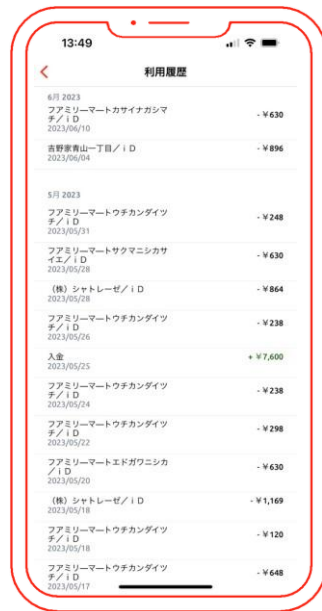 13:49
利用履歴
6月 2023
フアミリーマートカサイナガシマ
チ／ｉＤ
- ¥630
2023/06/10
吉野家青山一丁目／ｉＤ
- ¥896
2023/06/04
5月 2023
フアミリーマートウチカンダイツ
チ／ｉＤ
- ¥248
2023/05/31
フアミリーマートサクマニシカサ
イエ／ｉＤ
- ¥630
2023/05/28
（株）シャトレーゼ／ｉＤ
- ¥864
2023/05/28
フアミリーマートウチカンダイツ
チ／ｉＤ
- ¥238
2023/05/26
入金
+ ¥7,600
2023/05/25
フアミリーマートウチカンダイツ
チ／ｉＤ
- ¥238
2023/05/24
フアミリーマートウチカンダイツ
チ／ｉＤ
- ¥298
2023/05/22
フアミリーマートエドガワニシカ
／ｉＤ
- ¥630
2023/05/20
（株）シャトレーゼ／ｉＤ
- ¥1,169
2023/05/18
フアミリーマートウチカンダイツ
チ／ｉＤ
- ¥120
2023/05/18
フアミリーマートウチカンダイツ
チ／ｉＤ
- ¥648
2023/05/17